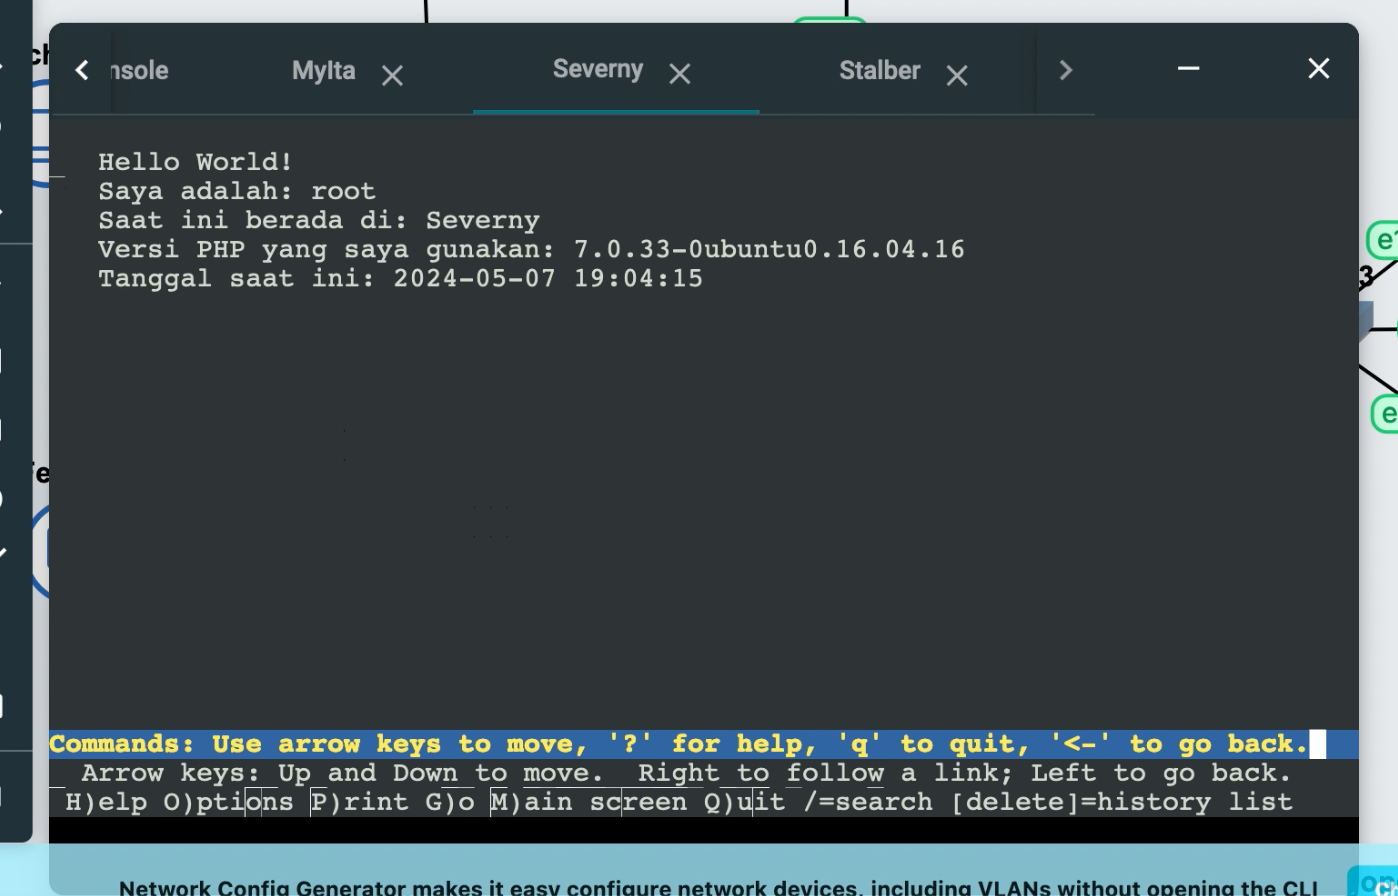 nsole
Mylta
Severny
Stalber
Hello World!
Saya adalah: root
Saat ini berada di: Severny
Versi PHP yang saya gunakan: 7.0.33-0ubuntu0.16.04.16
Tanggal saat ini: 2024-05-07 19:04:15
3
Commands: Use arrow keys to move, '?' for help, 'q' to quit, '<-' to go back.
Arrow keys: Up and Down to move. Right to follow a link; Left to go back.
H)elp O)ptions P)rint G)o M)ain screen Q)uit /=search [delete]=history list
Network Config Generator makes it easy configure network devices, including VLANs without opening the CLI